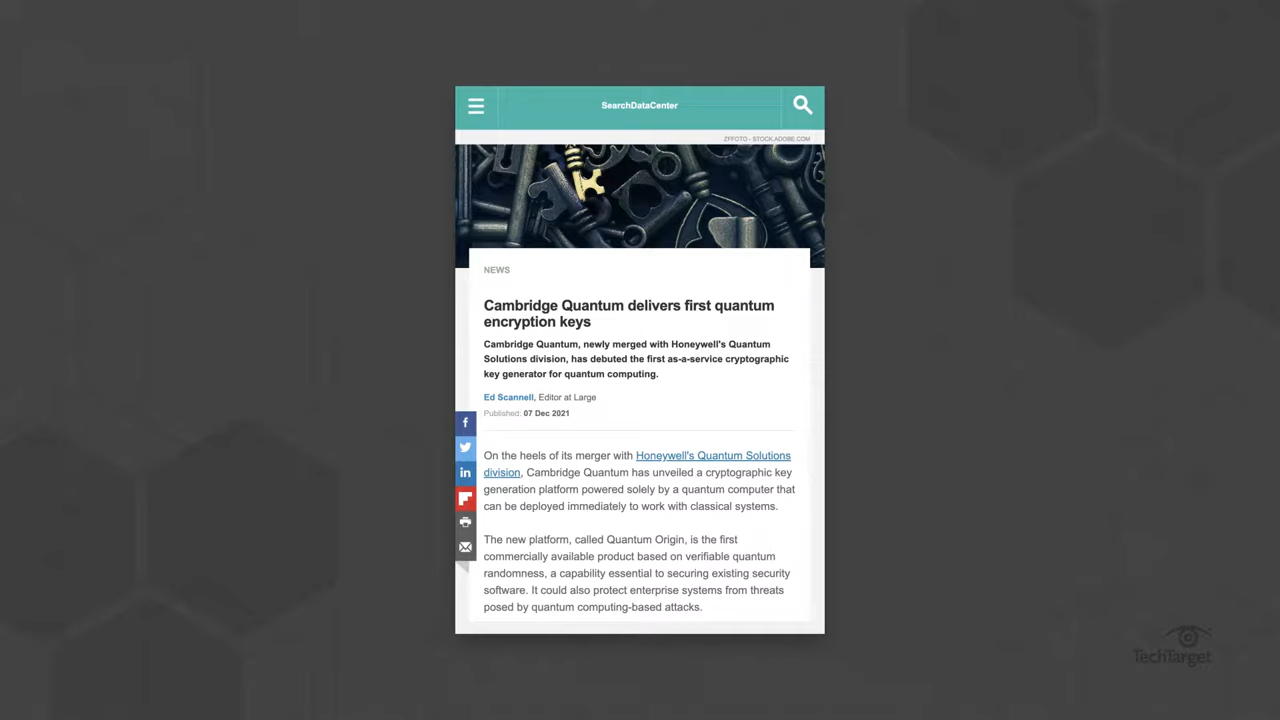 SearchDataCenter
ZFFOTO - STOCK.ADOBE.COM
NEWS
Cambridge Quantum delivers first quantum
encryption keys
Cambridge Quantum, newly merged with Honeywell's Quantum
Solutions division, has debuted the first as-a-service cryptographic
key generator for quantum computing.
Ed Scannell, Editor at Large
Published: 07 Dec 2021
On the heels of its merger with Honeywell's Quantum Solutions
division, Cambridge Quantum has unveiled a cryptographic key
generation platform powered solely by a quantum computer that
can be deployed immediately to work with classical systems.
The new platform, called Quantum Origin, is the first
commercially available product based on verifiable quantum
randomness, a capability essential to securing existing security
software. It could also protect enterprise systems from threats
posed by quantum computing-based attacks.
TechTarget